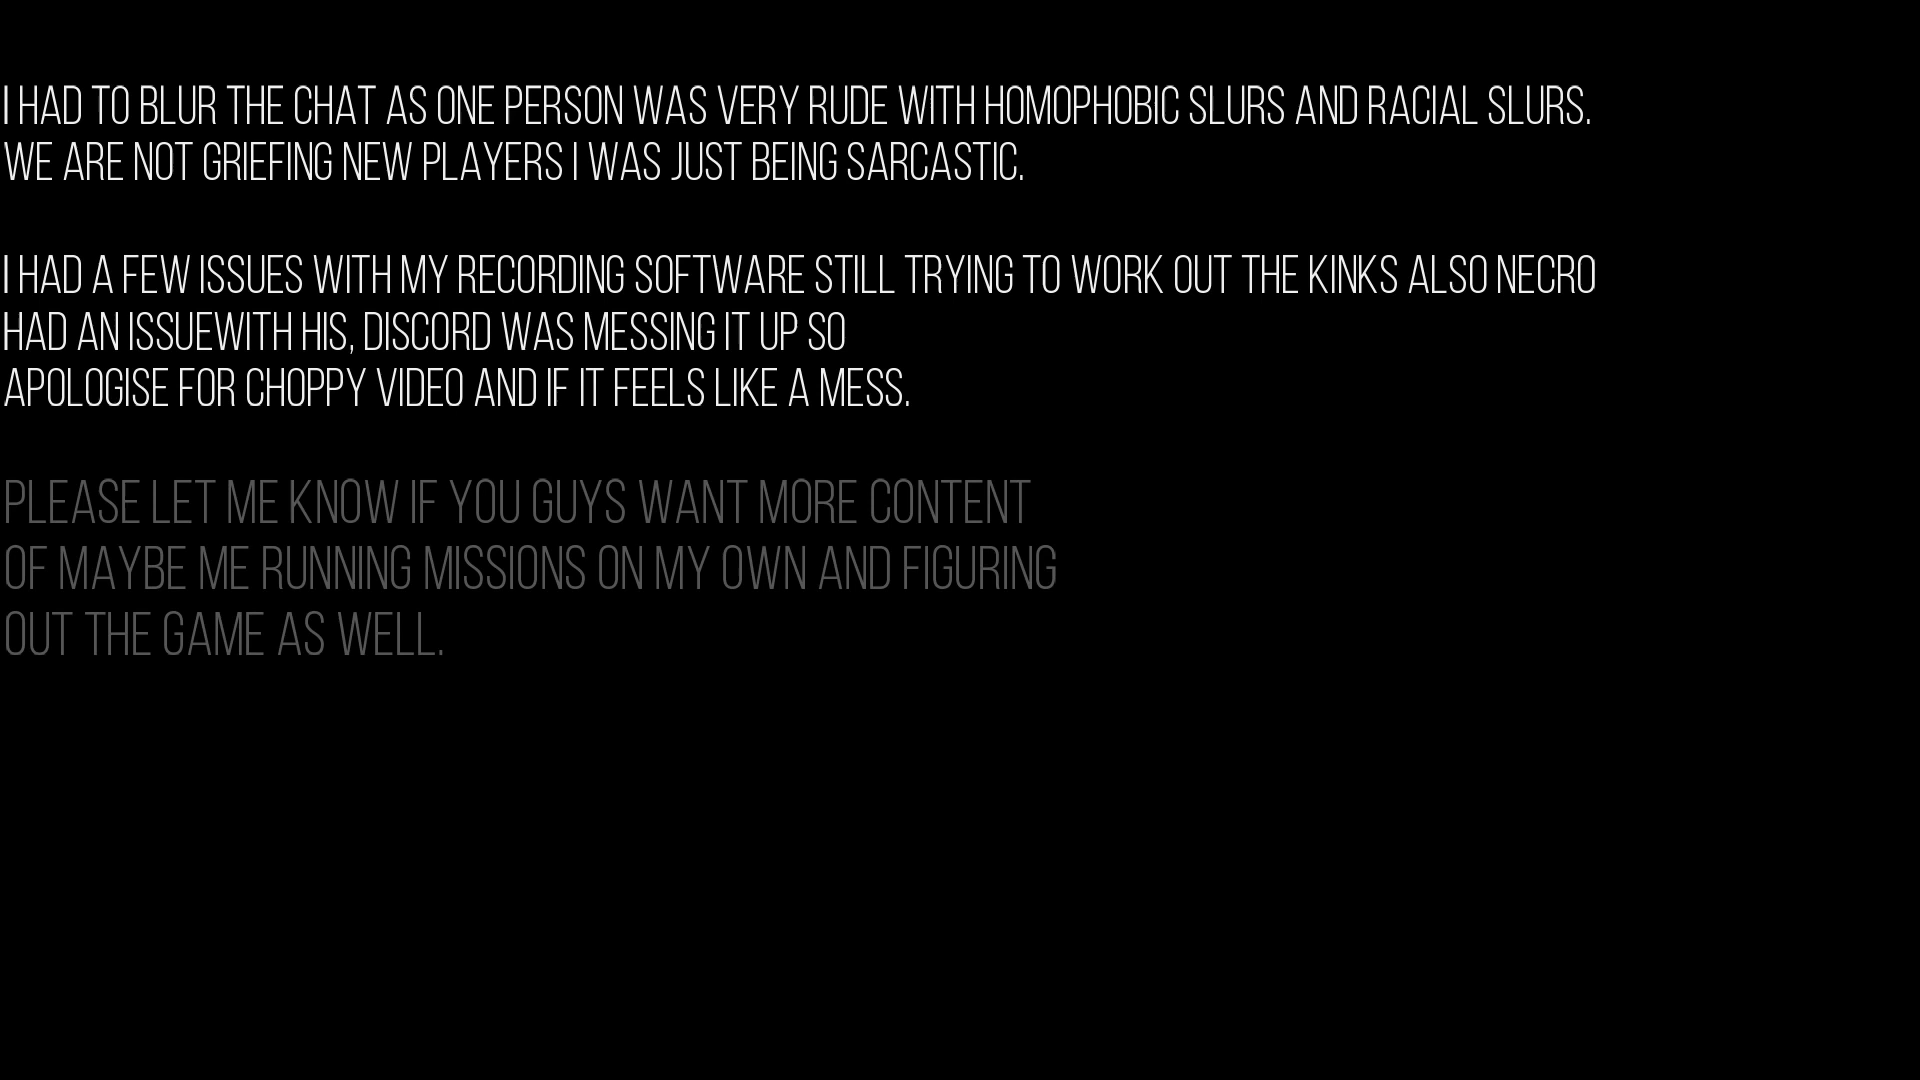 I HAD TO BLUR THE CHAT AS ONE PERSON WAS VERY RUDE WITH HOMOPHOBIC SLURS AND RACIAL SLURS.
WE ARE NOT GRIEFING NEW PLAYERS I WAS JUST BEING SARCASTIC.
I HAD A FEW ISSUES WITH MY RECORDING SOFTWARE STILL TRYING TO WORK OUT THE KINKS ALSO NECRO
HAD AN ISSUEWITH HIS, DISCORD WAS MESSING IT UP SO
APOLOGISE FOR CHOPPY VIDEO AND IF IT FEELS LIKE A MESS.
PLEASE LET ME KNOW IF YOU GUYS WANT MORE CONTENT
OF MAYBE ME RUNNING MISSIONS ON MY OWN AND FIGURING
OUT THE GAME AS WELL.